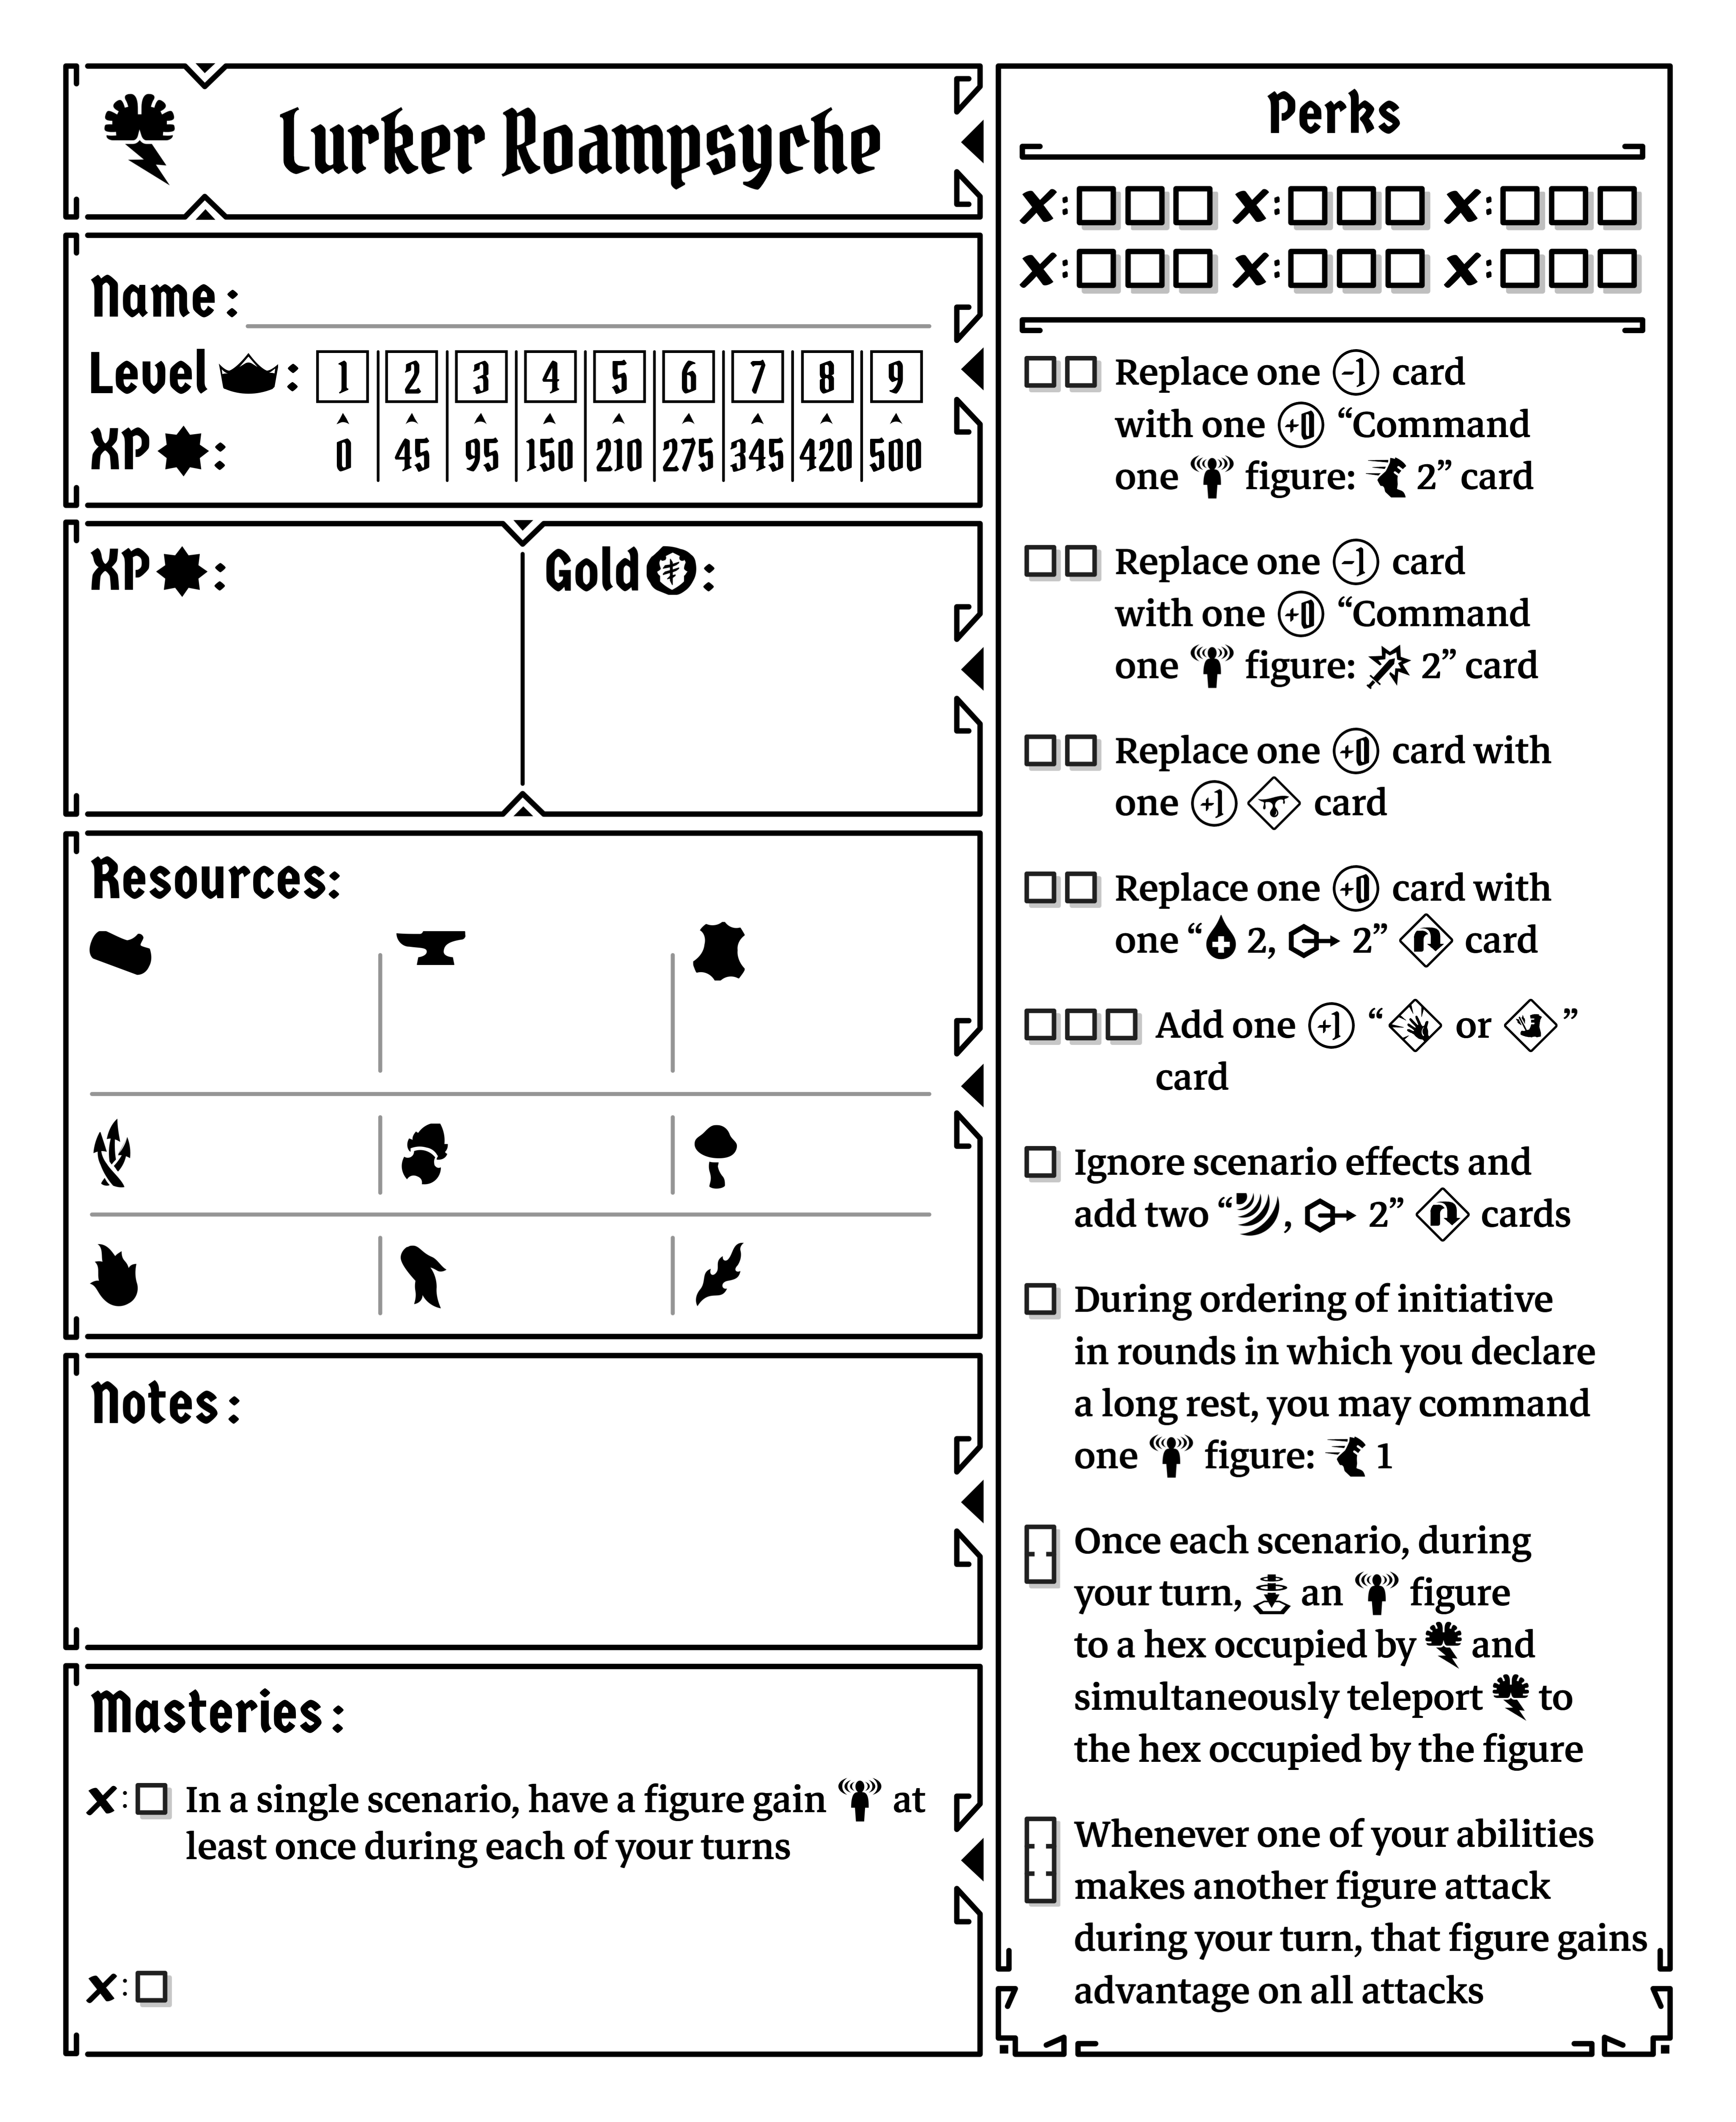 Lurker Roampsyche
Name:
Level :
1 2 3 4 5 6 7 8 9
XP :
0 45 95 150 210 275 345 420 500
XP :
Gold :
Resources:
Notes:
Masteries:
In a single scenario, have a figure gain at
least once during each of your turns
Perks
Replace one -1 card
with one +0 “Command
one figure: 2” card
Replace one -1 card
with one +0 “Command
one figure: 2” card
Replace one +0 card with
one +1 card
Replace one +0 card with
one “ 2, 2” card
Add one +1 “ or ”
card
Ignore scenario effects and
add two “ , 2” cards
During ordering of initiative
in rounds in which you declare
a long rest, you may command
one figure: 1
Once each scenario, during
your turn, an figure
to a hex occupied by and
simultaneously teleport to
the hex occupied by the figure
Whenever one of your abilities
makes another figure attack
during your turn, that figure gains
advantage on all attacks